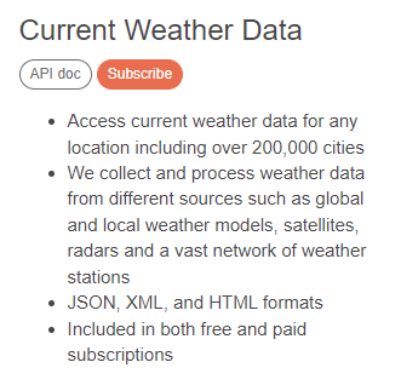 Current Weather Data
API doc Subscribe
• Access current weather data for any
location including over 200,000 cities
• We collect and process weather data
from different sources such as global
and local weather models, satellites,
radars and a vast network of weather
stations
• JSON, XML, and HTML formats
• Included in both free and paid
subscriptions